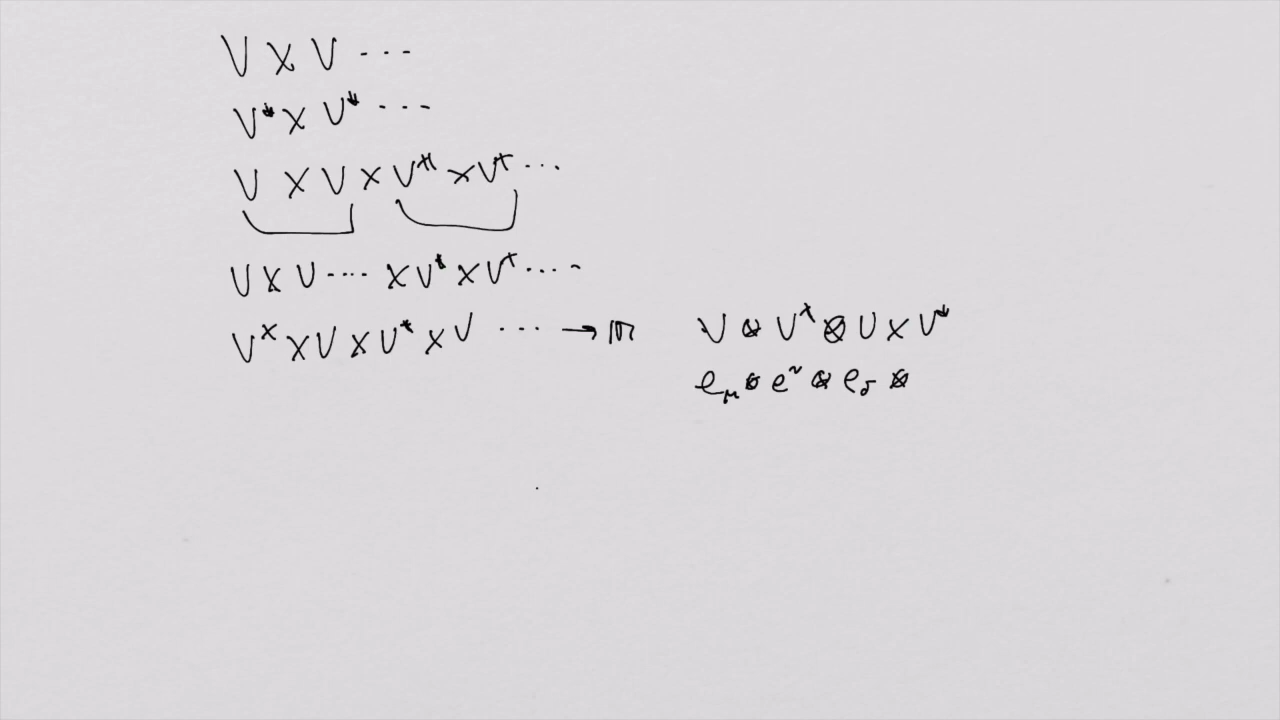 V × V ...
V* × V* ...
V × V × V* × V* ...
V × V .... × V* × V* ....
V* × V × V* × V ... → ℝ
V ⊗ V* ⊗ V × V*
e_μ ⊗ e^ν ⊗ e_σ ⊗